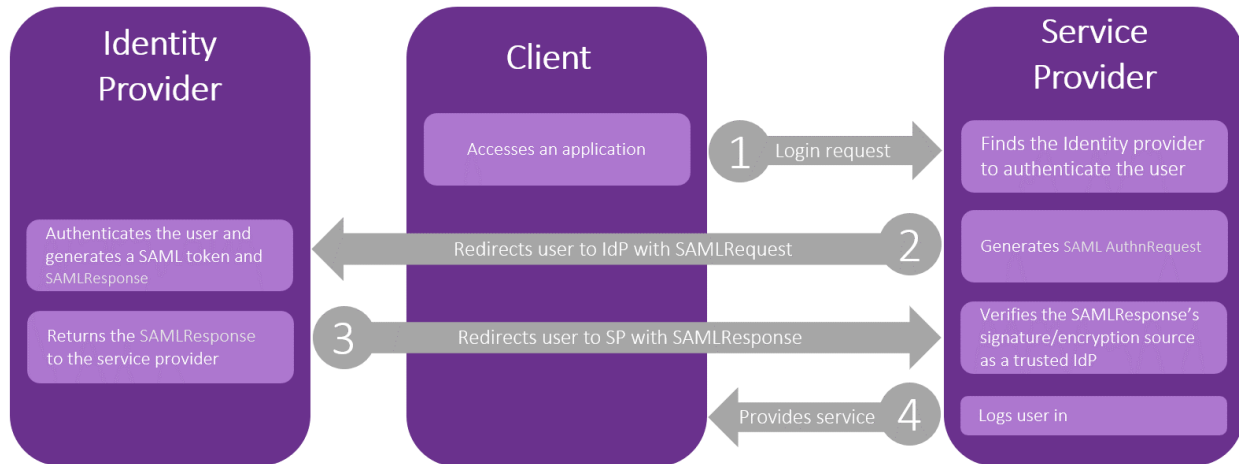 Identity
Provider
Client
Service
Provider
Accesses an application
1
Login request
Finds the Identity provider
to authenticate the user
Authenticates the user and
generates a SAML token and
SAMLResponse
Redirects user to IdP with SAMLRequest
2
Generates SAML AuthnRequest
Returns the SAMLResponse
to the service provider
3
Redirects user to SP with SAMLResponse
Verifies the SAMLResponse's
signature/encryption source
as a trusted IdP
Provides service
4
Logs user in